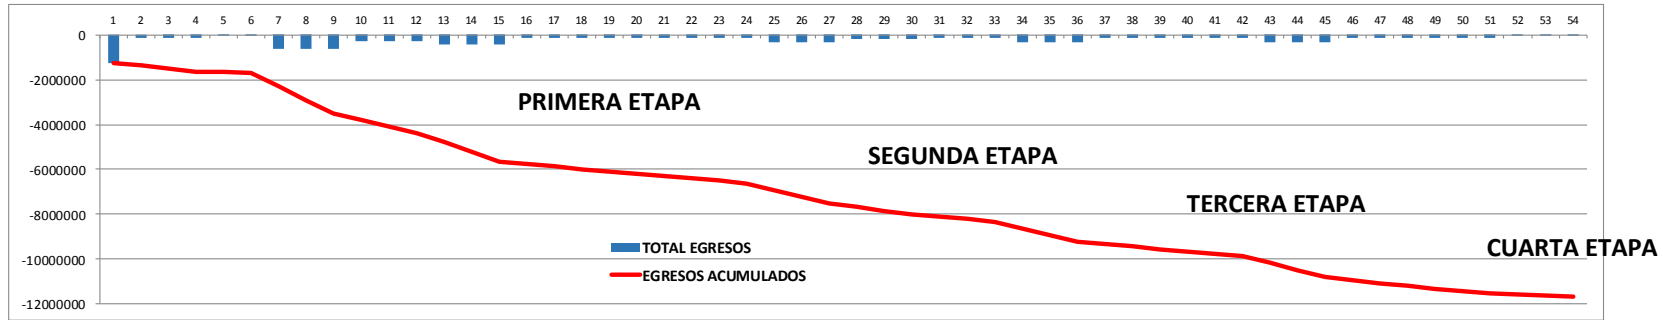 1 2 3 4 5 6 7 8 9 10 11 12 13 14 15 16 17 18 19 20 21 22 23 24 25 26 27 28 29 30 31 32 33 34 35 36 37 38 39 40 41 42 43 44 45 46 47 48 49 50 51 52 53 54
0
-2000000
PRIMERA ETAPA
-4000000
SEGUNDA ETAPA
-6000000
TERCERA ETAPA
-8000000
TOTAL EGRESOS
CUARTA ETAPA
-10000000
EGRESOS ACUMULADOS
-12000000